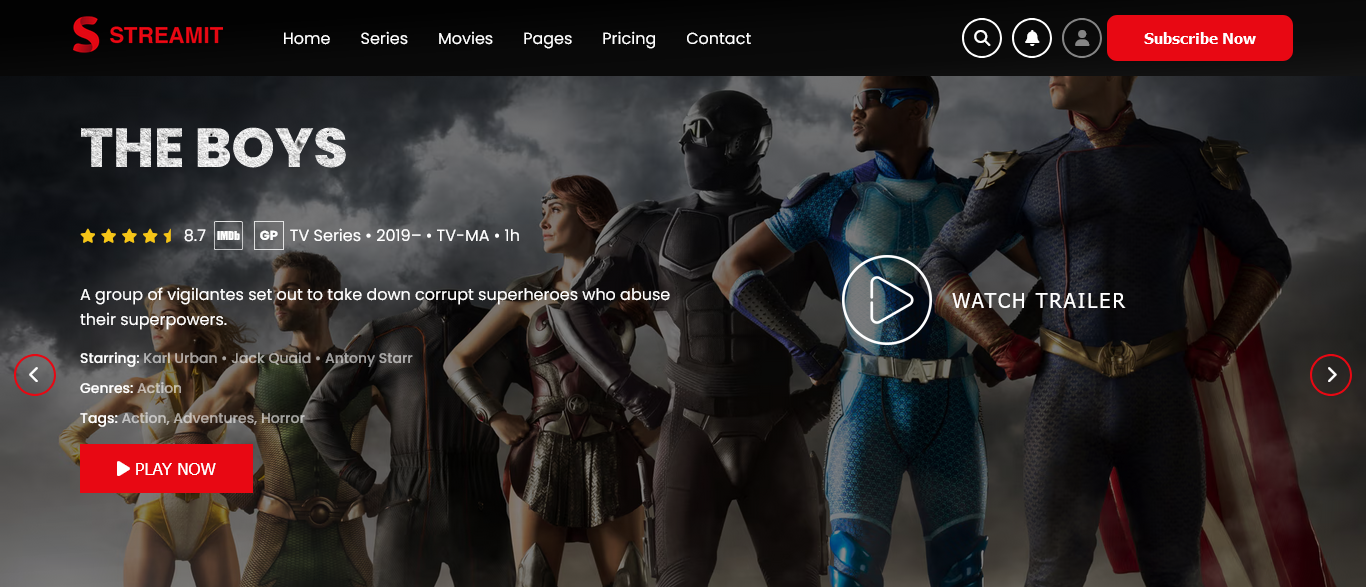 STREAMIT
Home Series Movies Pages Pricing Contact
Subscribe Now
THE BOYS
8.7 IMDb GP TV Series • 2019– • TV-MA • 1h
A group of vigilantes set out to take down corrupt superheroes who abuse
their superpowers.
WATCH TRAILER
Starring: Karl Urban • Jack Quaid • Antony Starr
Genres: Action
Tags: Action, Adventures, Horror
PLAY NOW